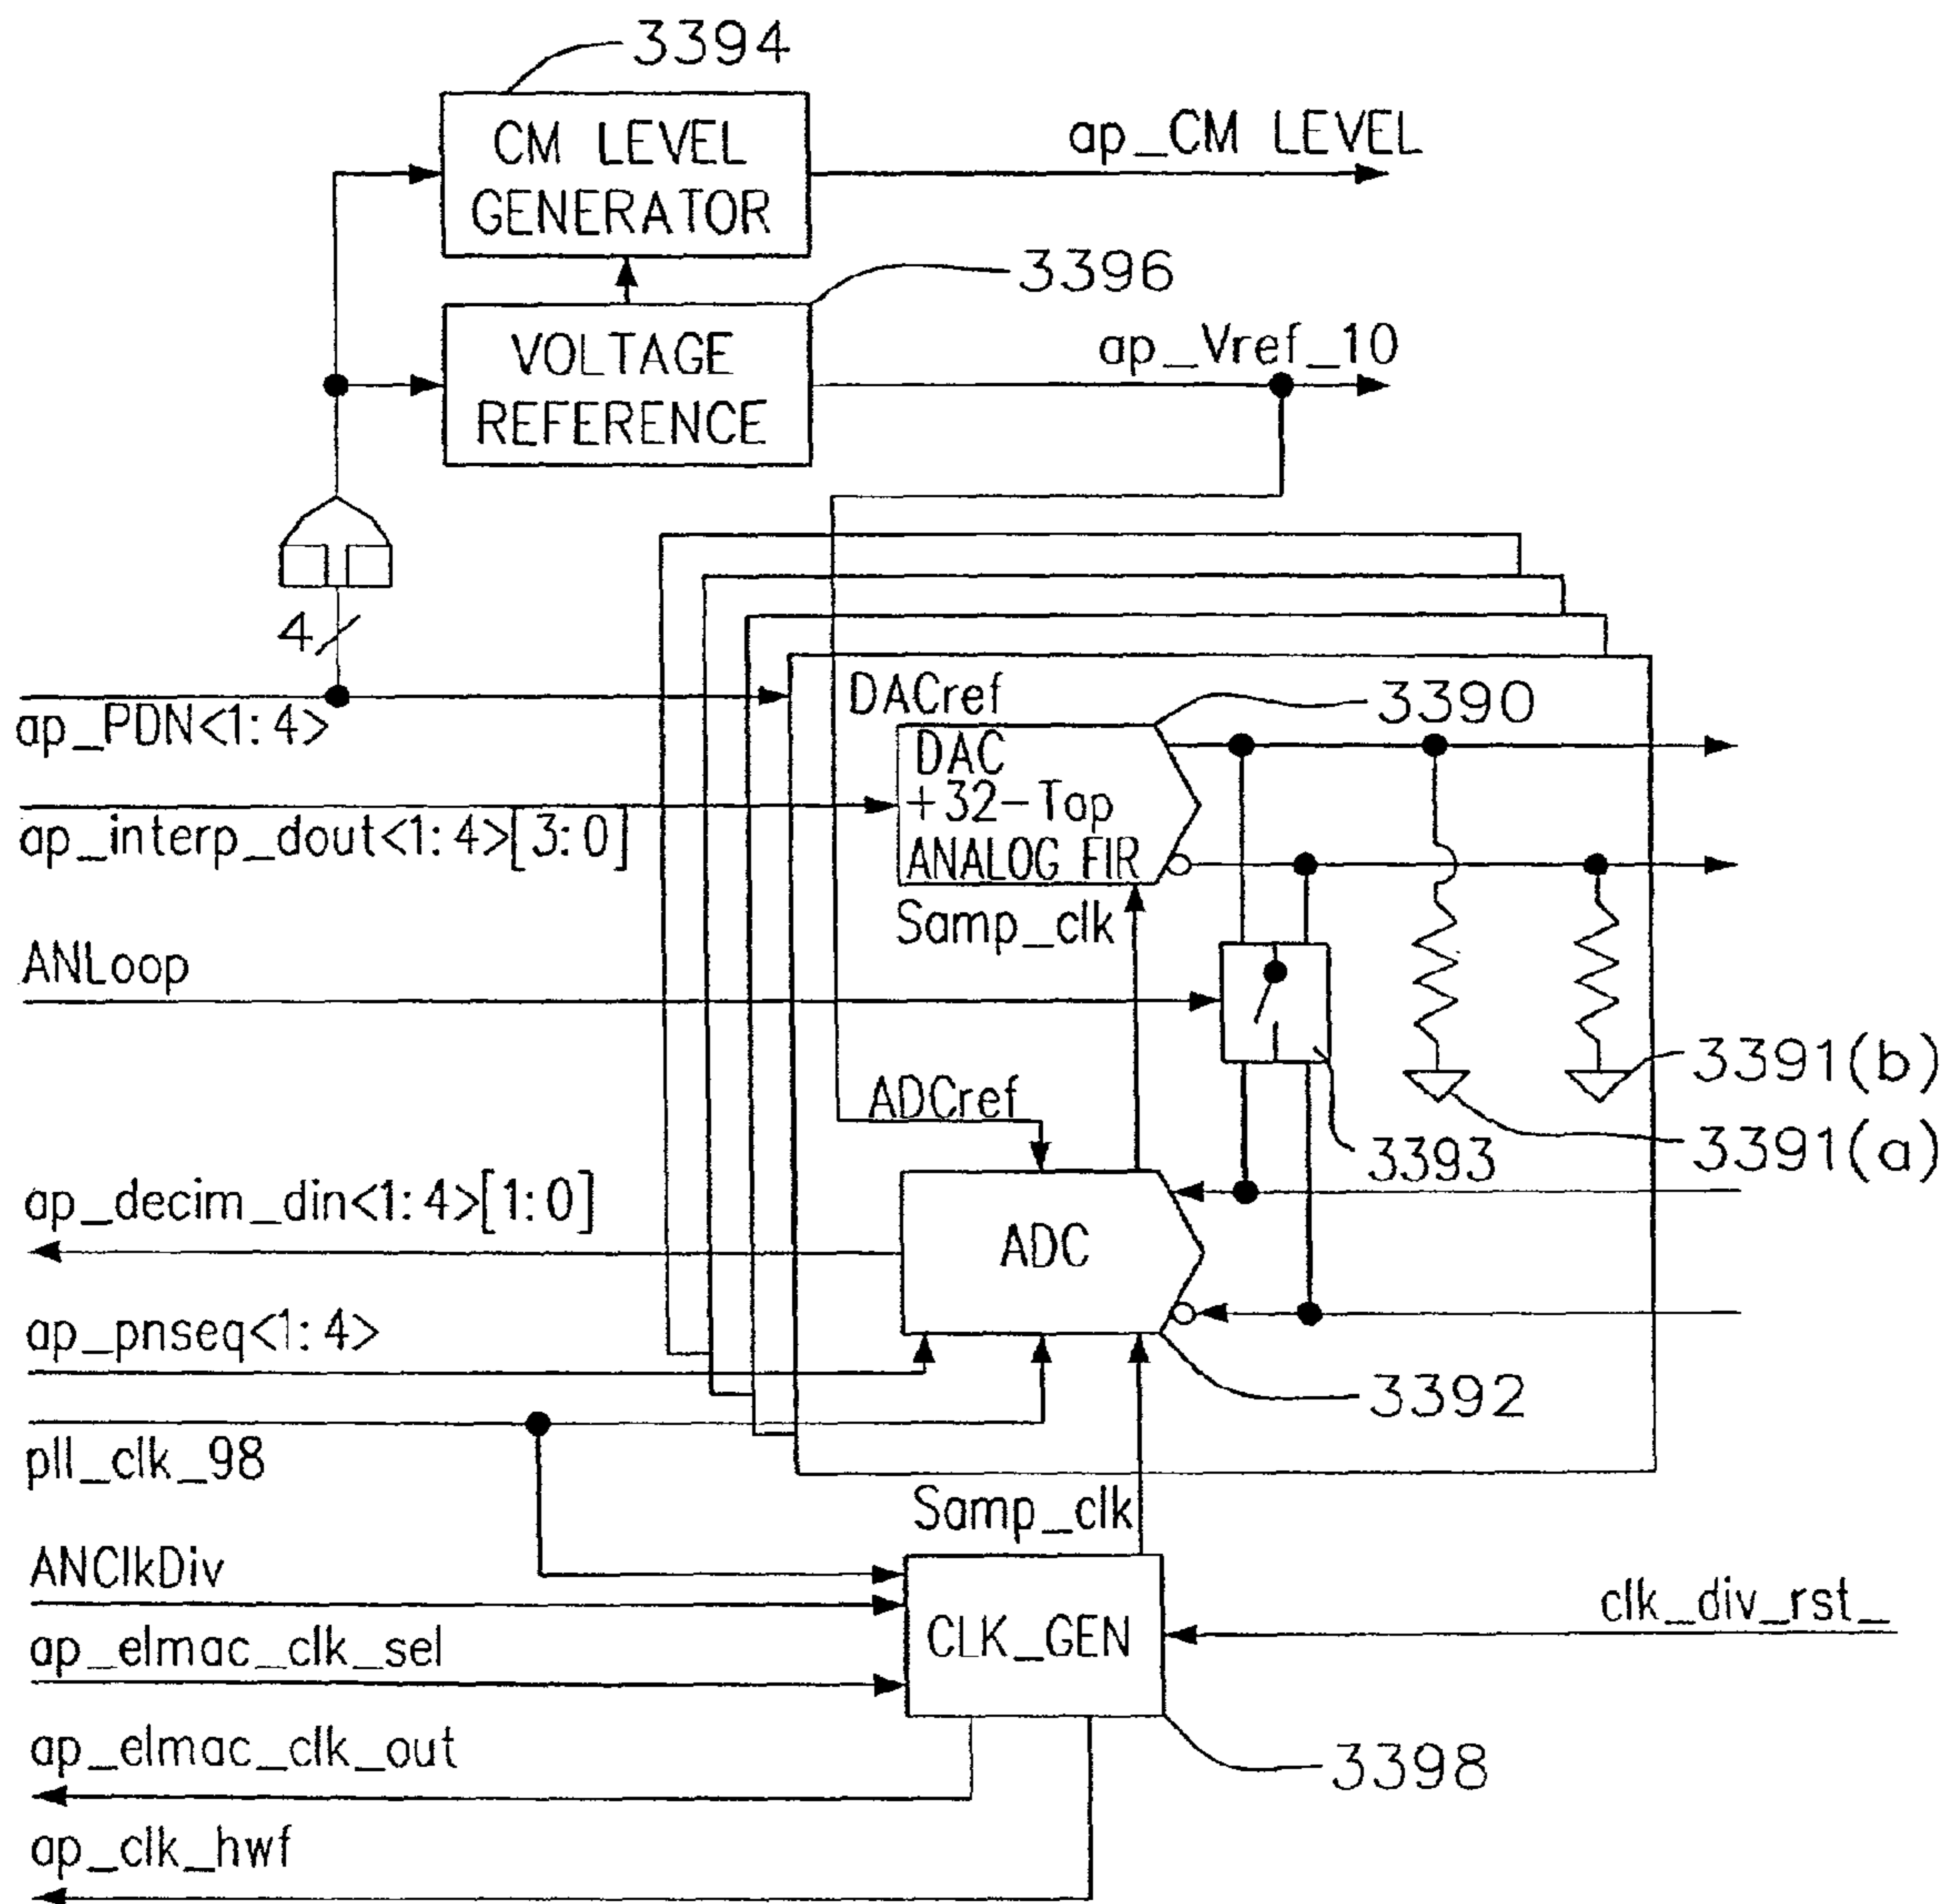 3394
CM LEVEL
GENERATOR
ap_CM LEVEL
3396
VOLTAGE
REFERENCE
ap_Vref_10
4
ap_PDN<1:4>
DACref
3390
DAC
+32-Tap
ANALOG FIR
ap_interp_dout<1:4>[3:0]
Samp_clk
ANLoop
3391(b)
ADCref
3393
3391(a)
ap_decim_din<1:4>[1:0]
ADC
ap_pnseq<1:4>
3392
pll_clk_98
Samp_clk
ANClkDiv
clk_div_rst_
CLK_GEN
ap_elmac_clk_sel
ap_elmac_clk_out
3398
ap_clk_hwf